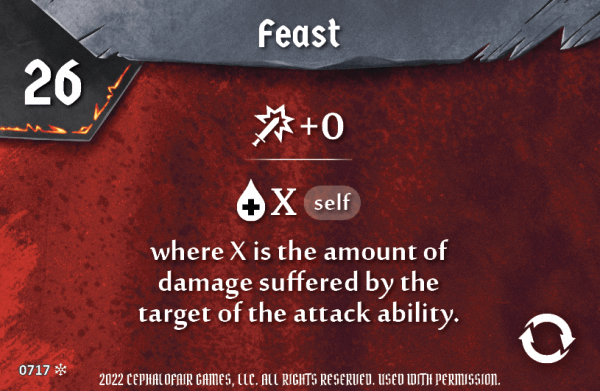 Feast
26
+0
X self
where X is the amount of
damage suffered by the
target of the attack ability.
0717
2022 CEPHALOFAIR GAMES, LLC. ALL RIGHTS RESERVED. USED WITH PERMISSION.